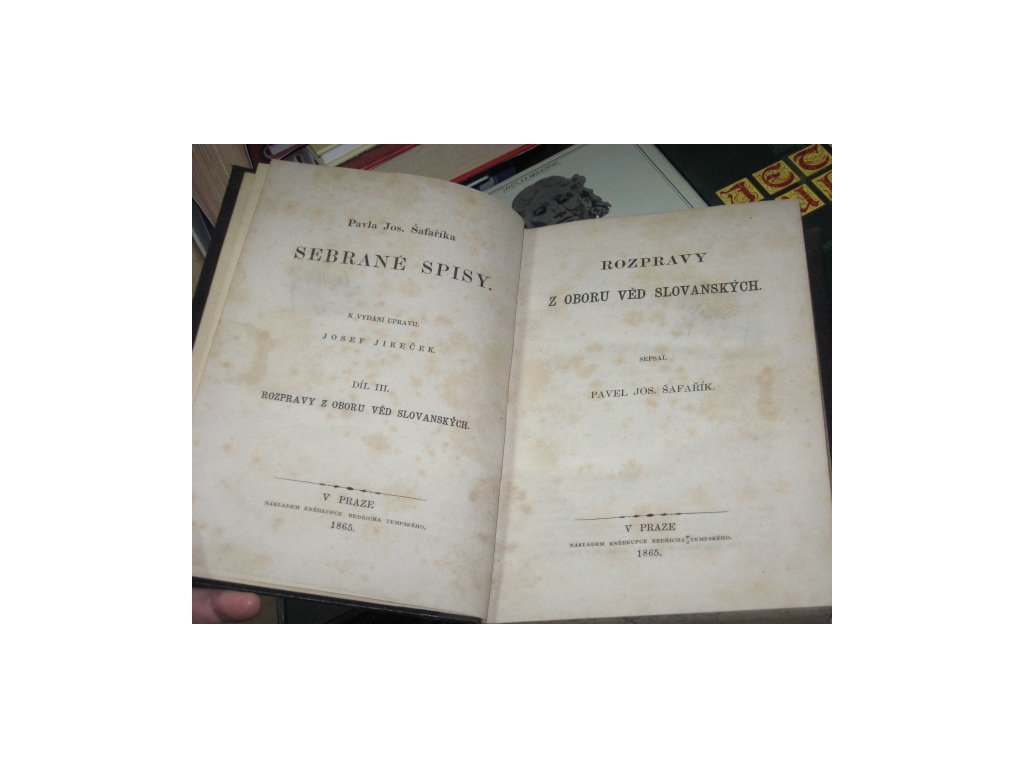 Pavla Jos. Šafaříka
SEBRANÉ SPISY.
K VYDÁNÍ UPRAVIL
JOSEF JIREČEK.
DÍL III.
ROZPRAVY Z OBORU VĚD SLOVANSKÝCH.
V PRAZE
NÁKLADEM KNĚHKUPCE BEDŘICHA TEMPSKÉHO.
1865.
ROZPRAVY
Z OBORU VĚD SLOVANSKÝCH.
SEPSAL
PAVEL JOS. ŠAFAŘÍK.
V PRAZE
NÁKLADEM KNĚHKUPCE BEDŘICHA TEMPSKÉHO.
1865.